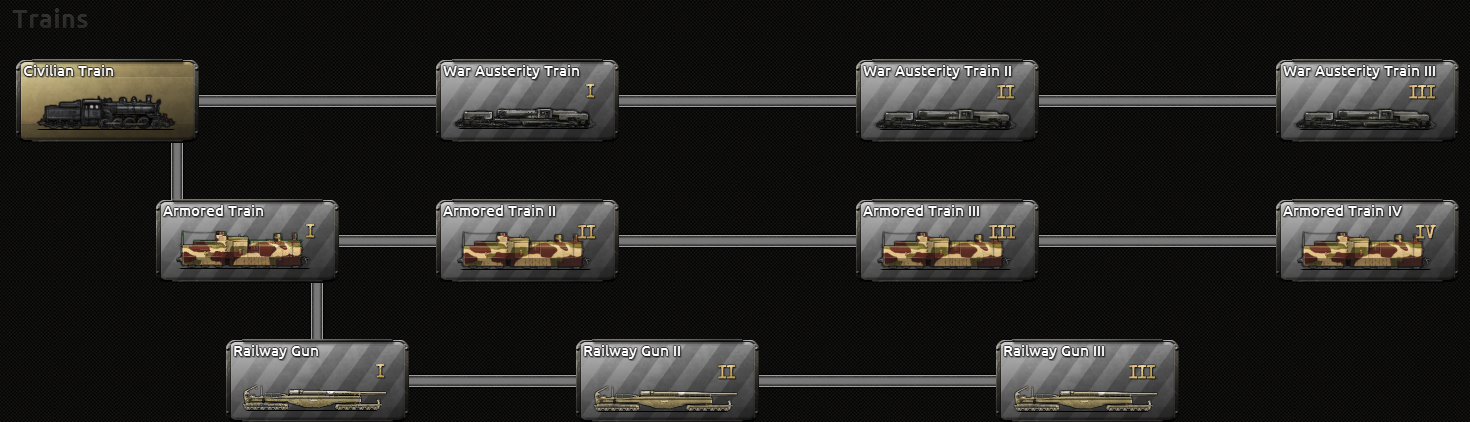 Trains
Civilian Train
War Austerity Train
I
War Austerity Train II
II
War Austerity Train III
III
Armored Train
I
Armored Train II
II
Armored Train III
III
Armored Train IV
IV
Railway Gun
I
Railway Gun II
II
Railway Gun III
III